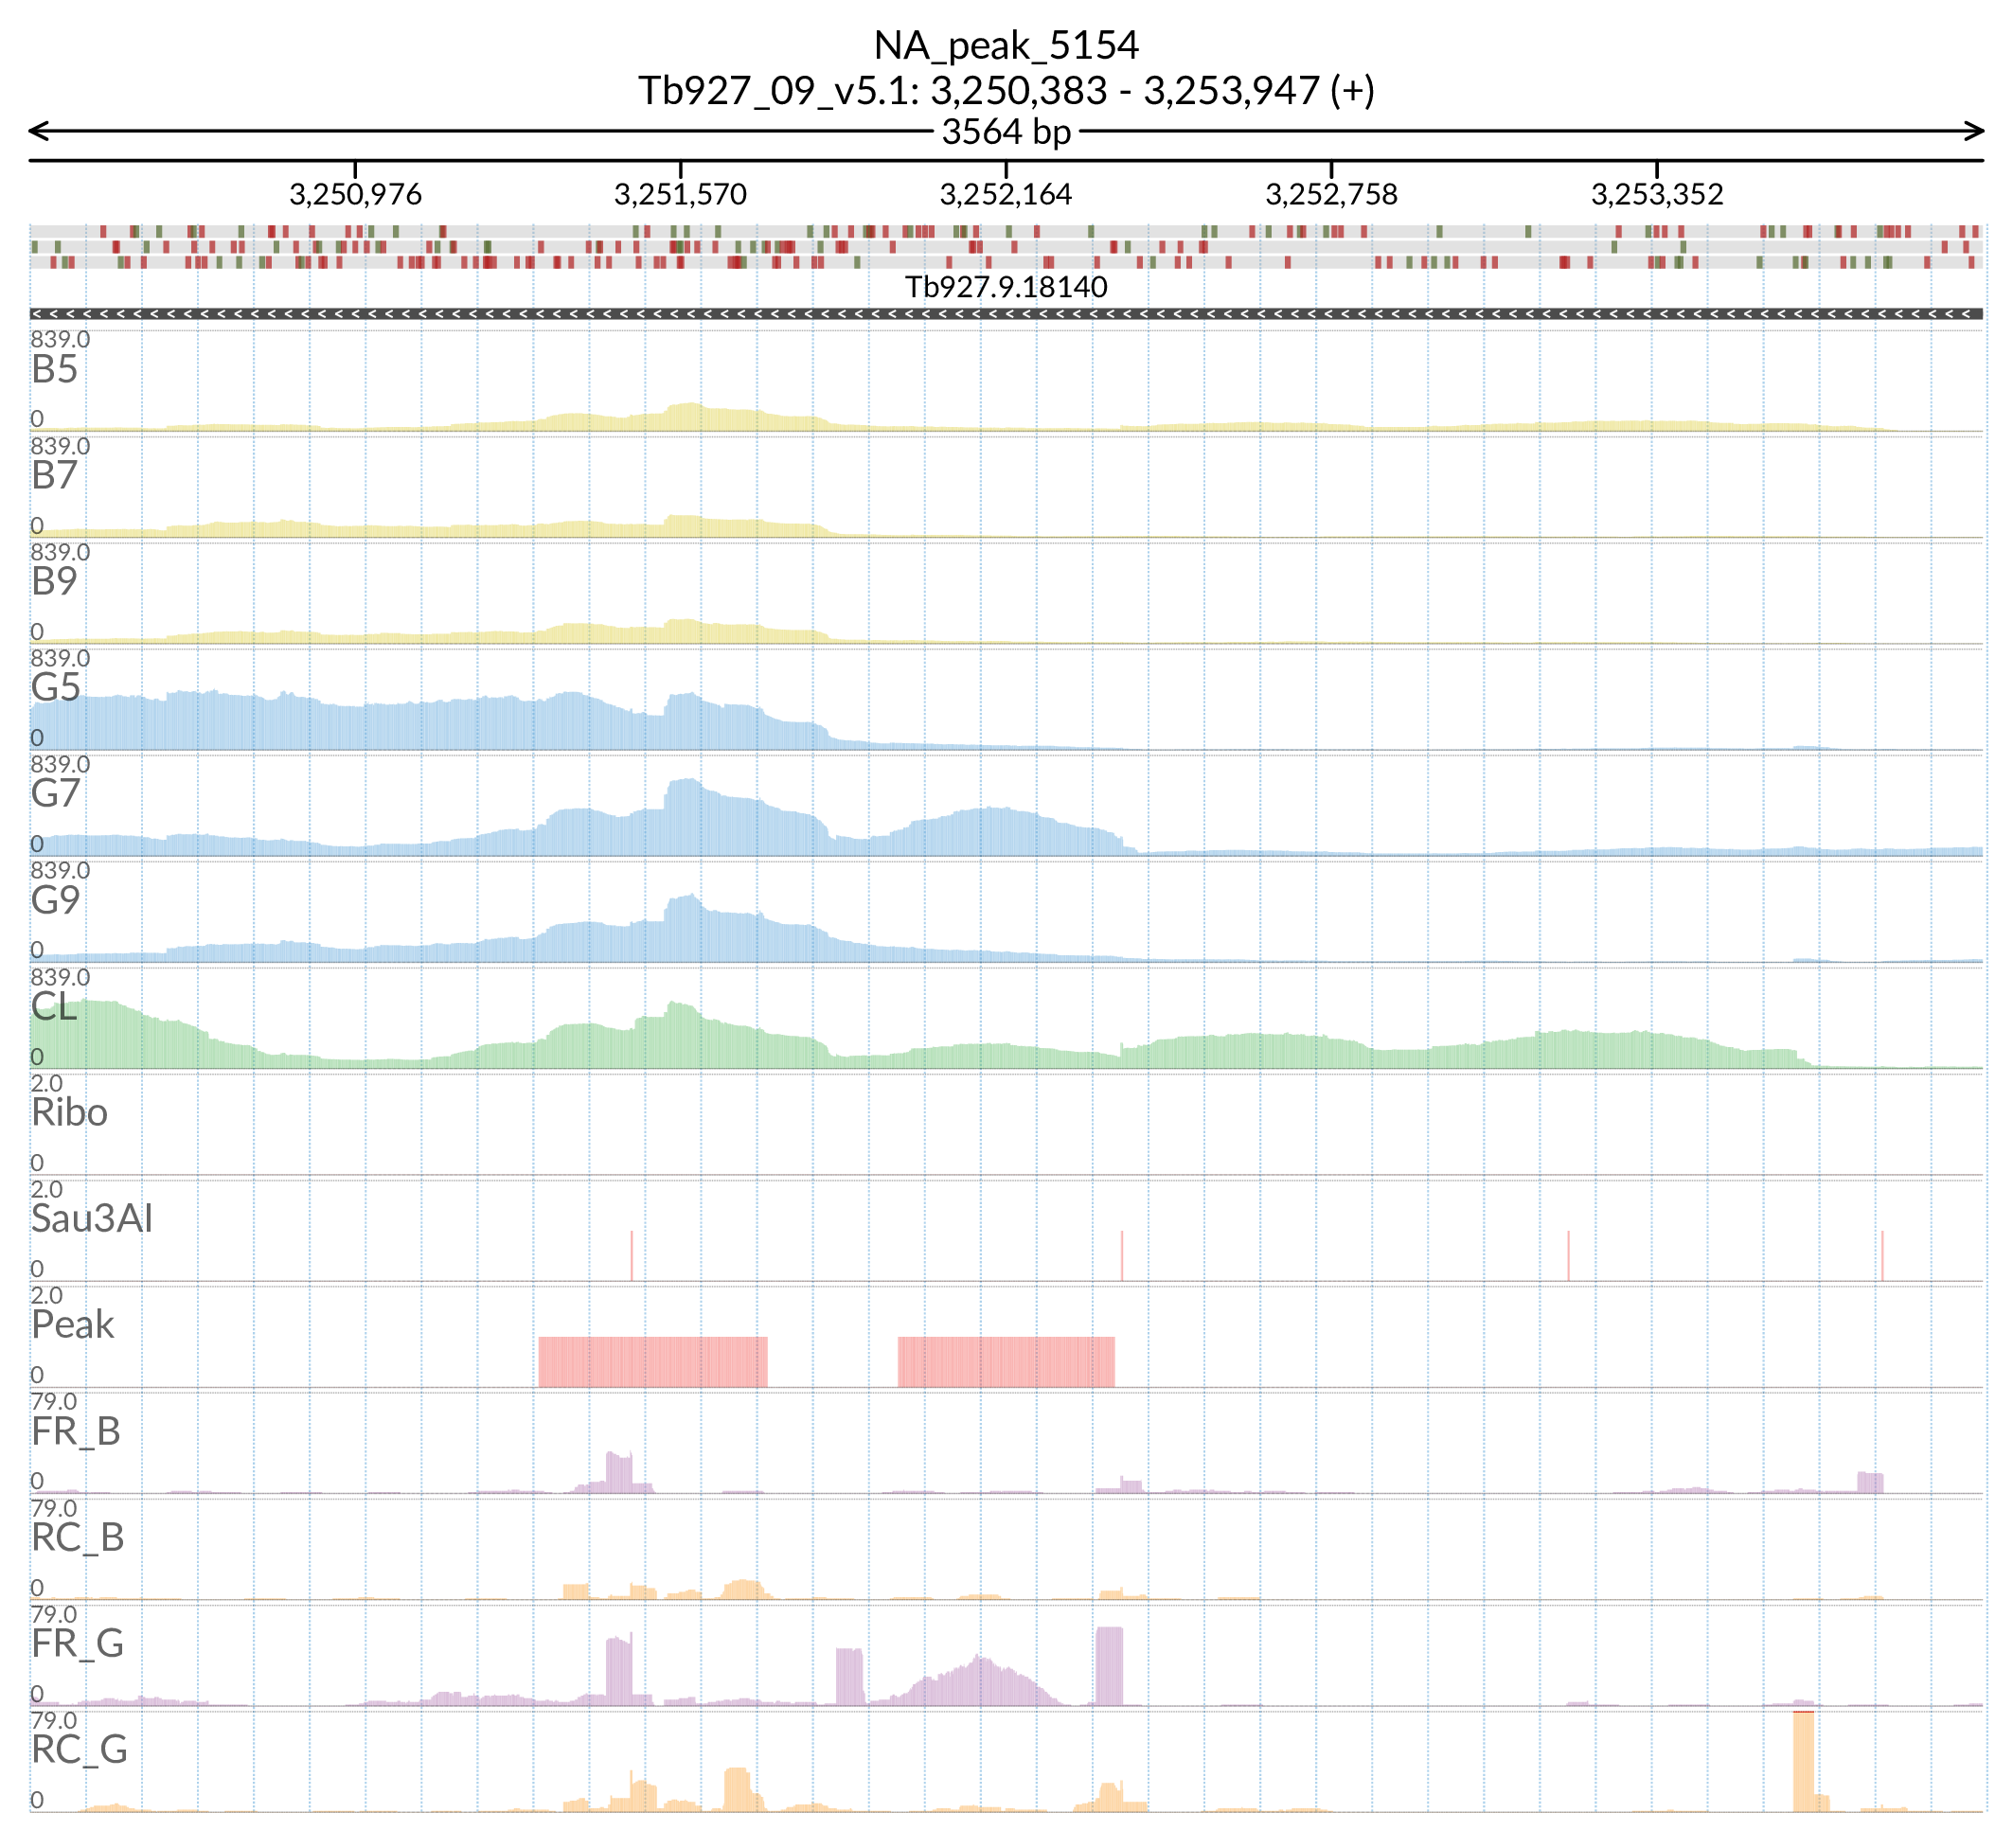 NA_peak_5154
Tb927_09_v5.1: 3,250,383 - 3,253,947 (+)
3564 bp
3,250,976 3,251,570 3,252,164 3,252,758 3,253,352
Tb927.9.18140
839.0
B5
0
839.0
B7
0
839.0
B9
0
839.0
G5
0
839.0
G7
0
839.0
G9
0
839.0
CL
0
2.0
Ribo
0
2.0
Sau3AI
0
2.0
Peak
0
79.0
FR_B
0
79.0
RC_B
0
79.0
FR_G
0
79.0
RC_G
0